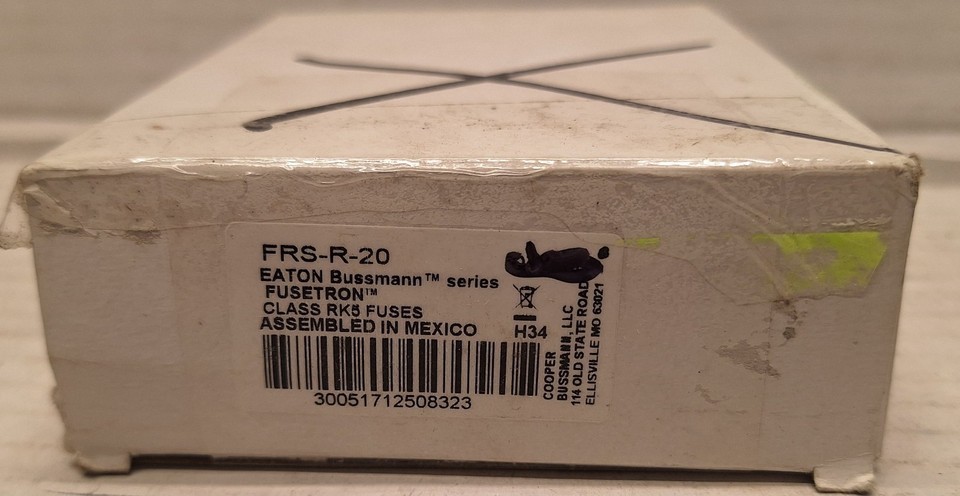 FRS-R-20
EATON Bussmann™ series
FUSETRON™
CLASS RK5 FUSES
ASSEMBLED IN MEXICO
H34
30051712508323
COOPER
BUSSMANN, LLC
114 OLD STATE ROAD
ELLISVILLE MO 63021